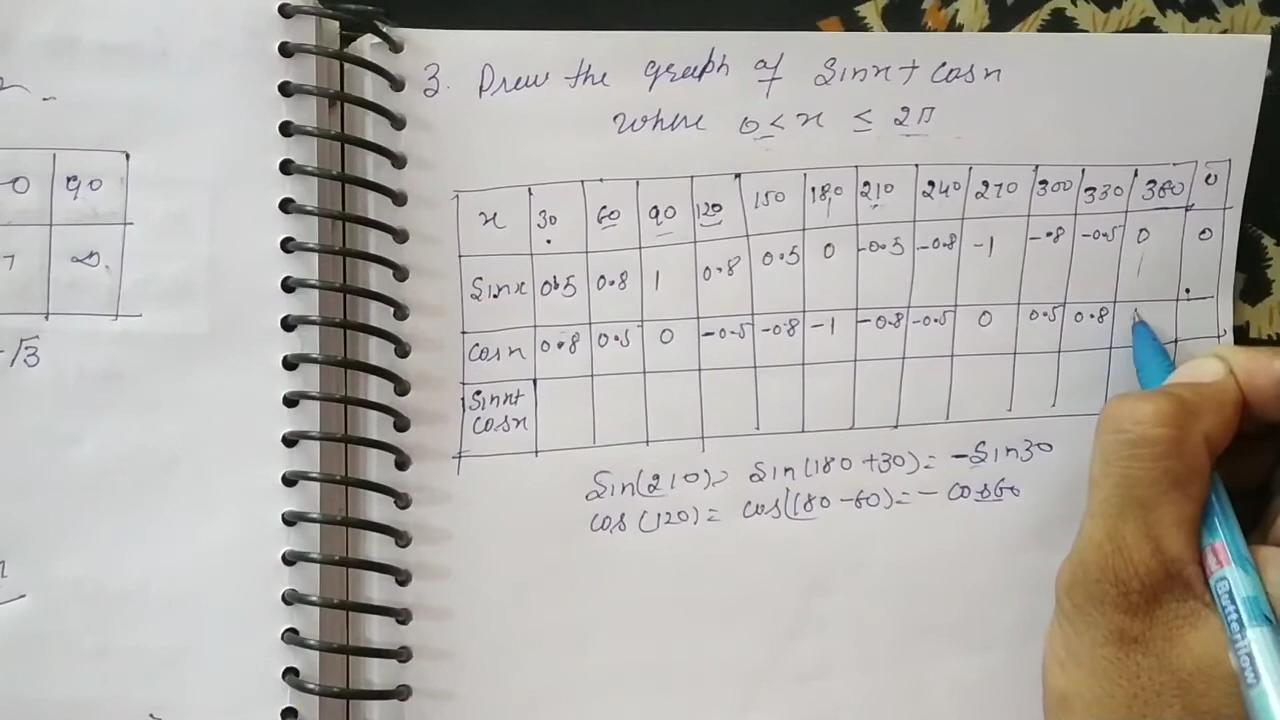 3. Draw the graph of Sinx + cosx
where 0 ≤ x ≤ 2π
x 30 60 90 120 150 180 210 240 270 300 330 360 0
Sinx 0.5 0.8 1 0.8 0.5 0 -0.5 -0.8 -1 -.8 -0.5 0 0
cosx 0.8 0.5 0 -0.5 -0.8 -1 -0.8 -0.5 0 0.5 0.8
Sinx+
cosx
Sin(210) = Sin(180+30) = -Sin30
cos(120) = cos(180-60) = -cos60
90
∞
-√3
Butterflow